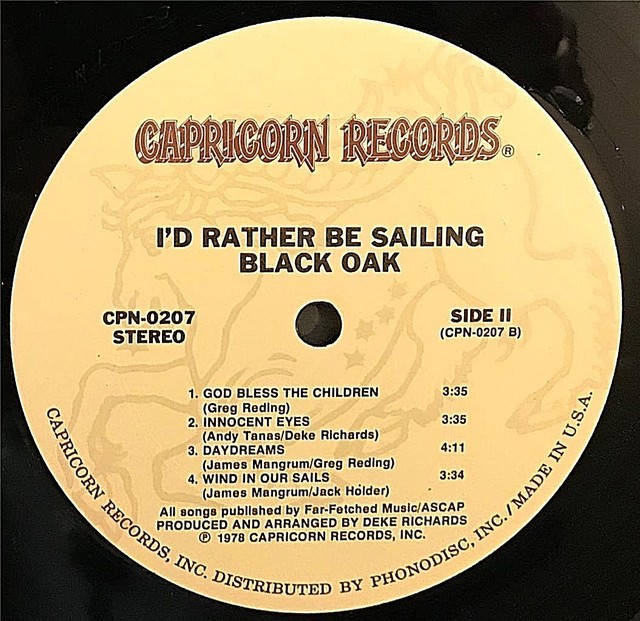 CAPRICORN RECORDS®
I'D RATHER BE SAILING
BLACK OAK
CPN-0207
STEREO
SIDE II
(CPN-0207 B)
1. GOD BLESS THE CHILDREN 3:35
(Greg Reding)
2. INNOCENT EYES 3:35
(Andy Tanas/Deke Richards)
3. DAYDREAMS 4:11
(James Mangrum/Greg Reding)
4. WIND IN OUR SAILS 3:34
(James Mangrum/Jack Holder)
All songs published by Far-Fetched Music/ASCAP
PRODUCED AND ARRANGED BY DEKE RICHARDS
℗ 1978 CAPRICORN RECORDS, INC.
CAPRICORN RECORDS, INC. DISTRIBUTED BY PHONODISC, INC./MADE IN U.S.A.